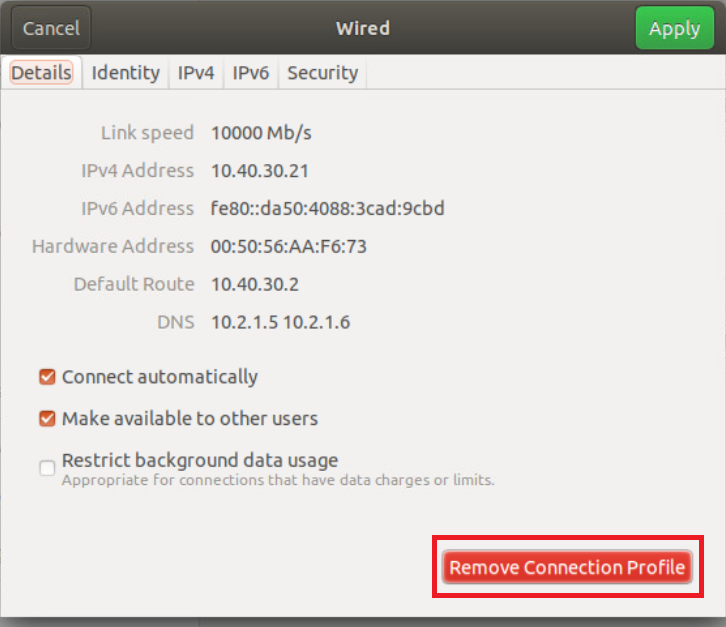 Cancel Wired Apply
Details Identity IPv4 IPv6 Security
Link speed 10000 Mb/s
IPv4 Address 10.40.30.21
IPv6 Address fe80::da50:4088:3cad:9cbd
Hardware Address 00:50:56:AA:F6:73
Default Route 10.40.30.2
DNS 10.2.1.5 10.2.1.6
Connect automatically
Make available to other users
Restrict background data usage
Appropriate for connections that have data charges or limits.
Remove Connection Profile